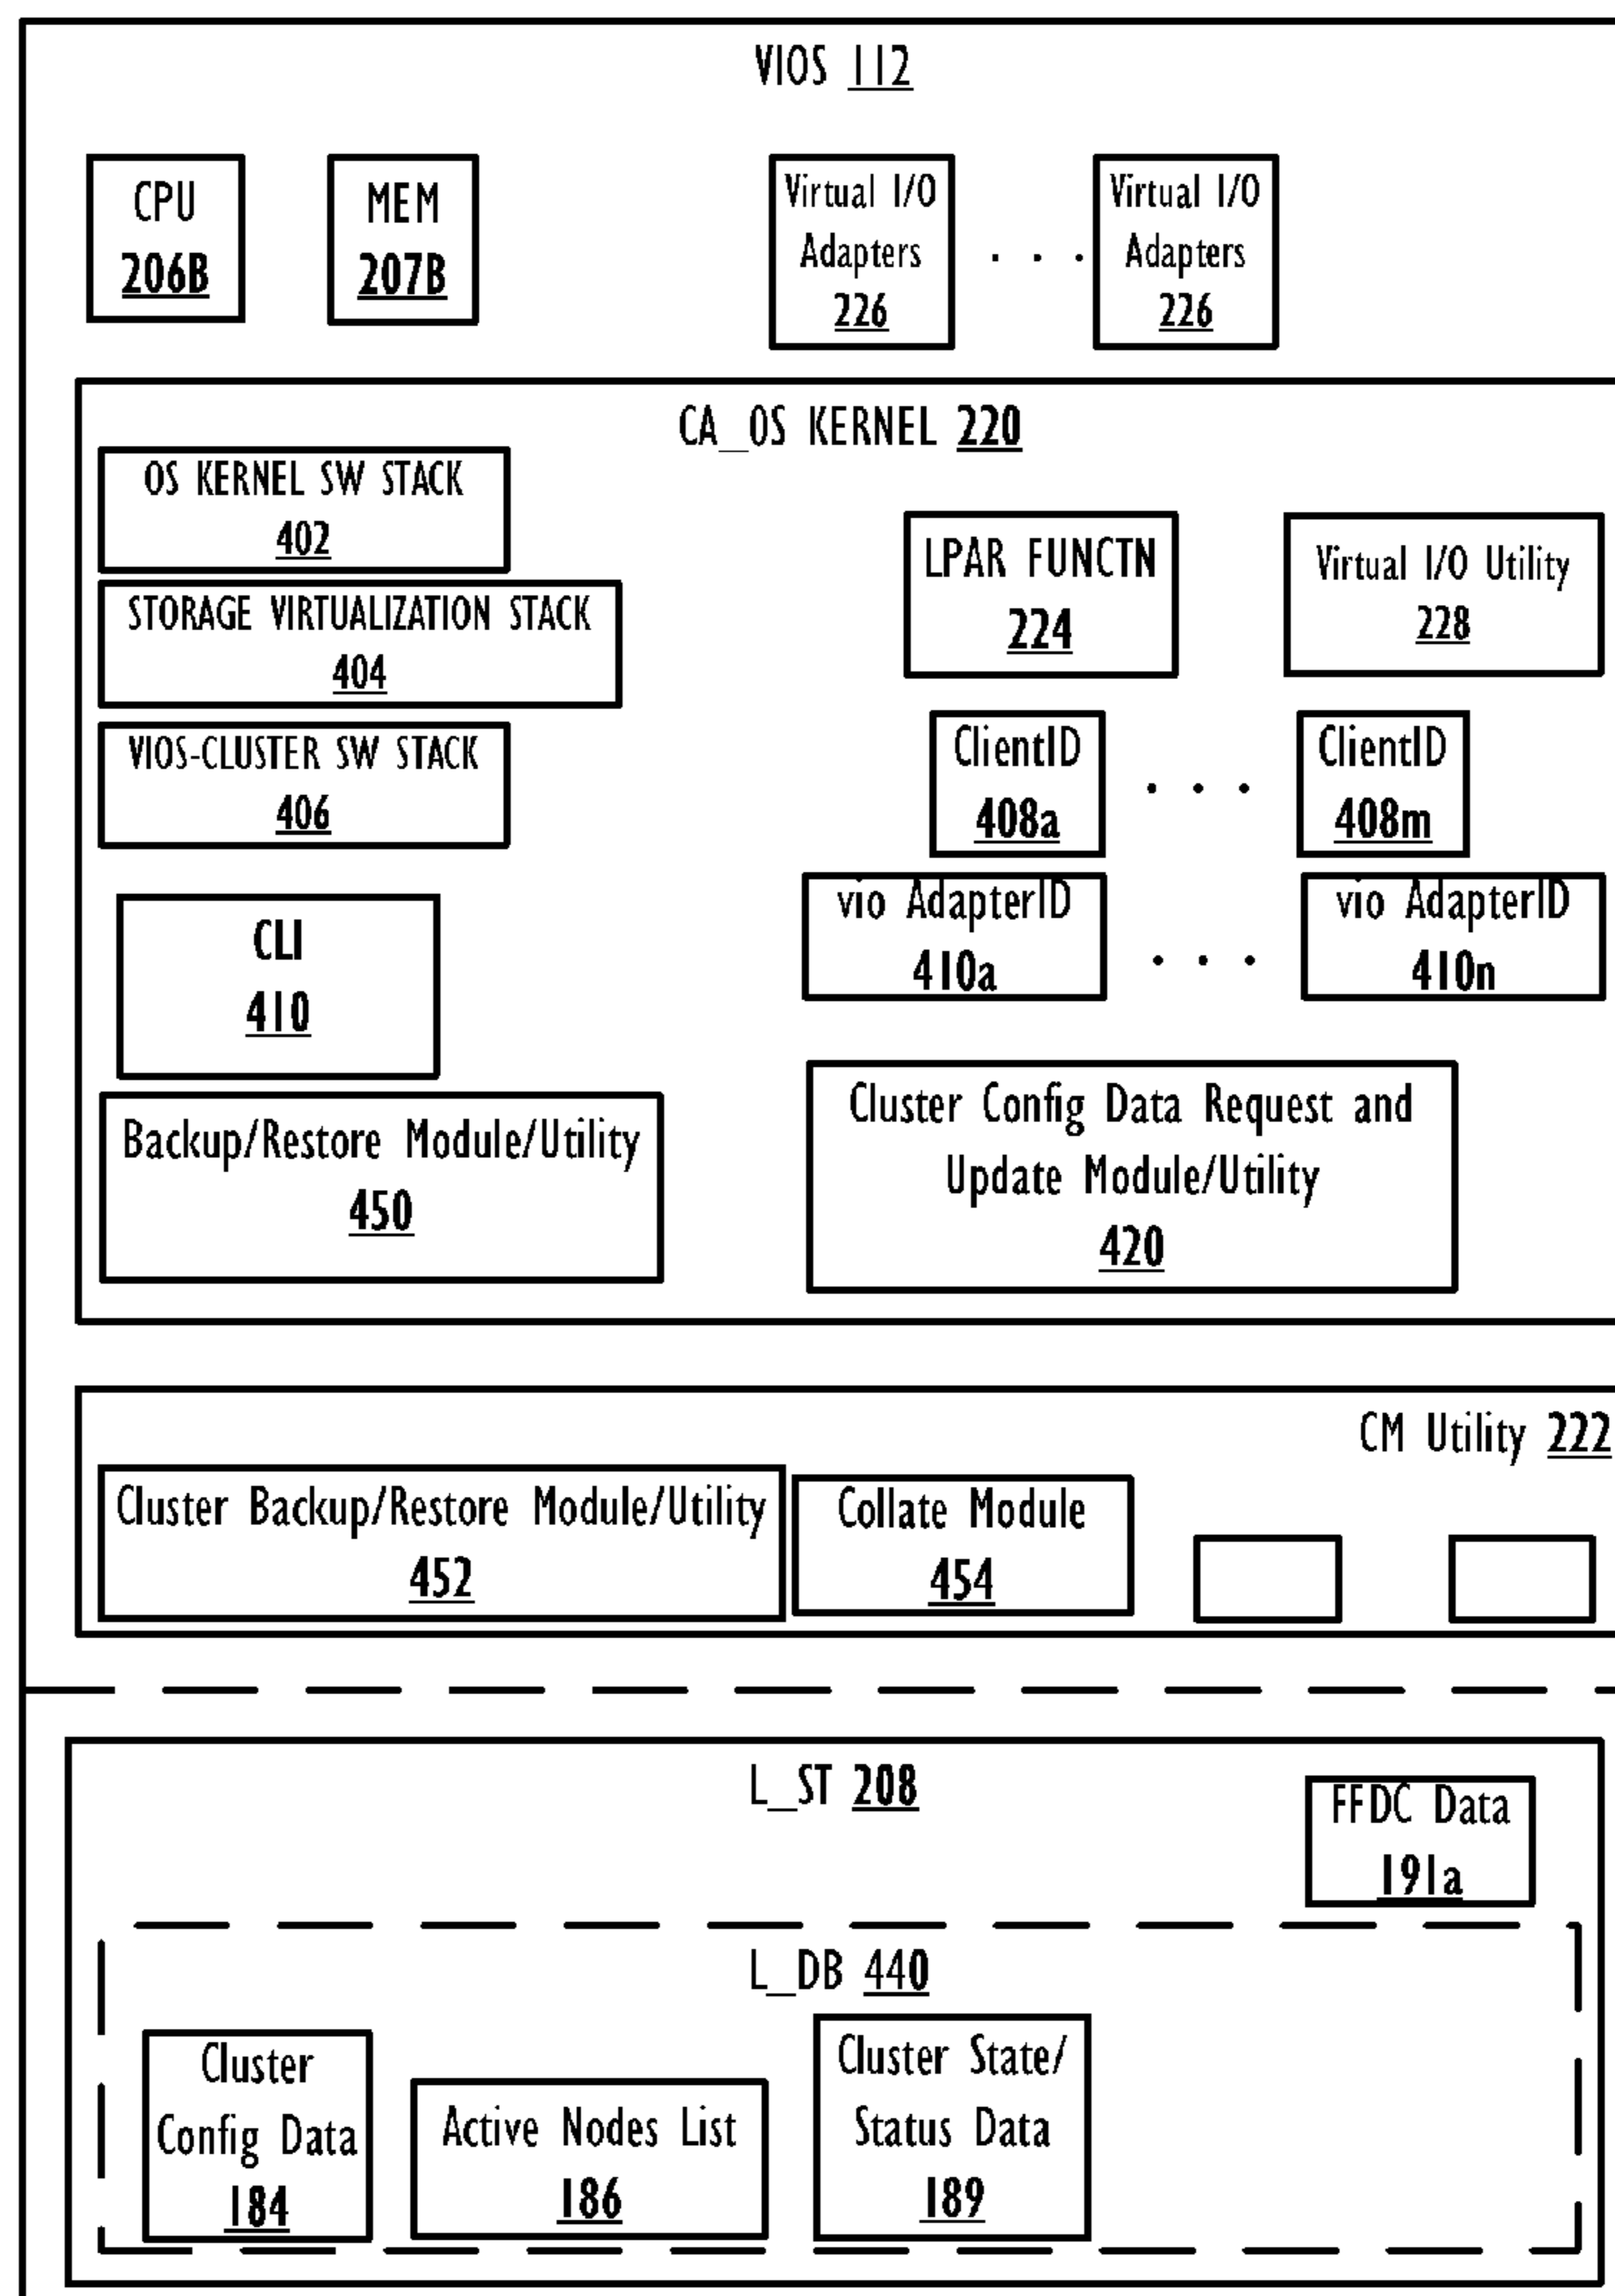 VIOS 112
CPU
206B
MEM
207B
Virtual I/O
Adapters
226
. . .
Virtual I/O
Adapters
226
CA_OS KERNEL 220
OS KERNEL SW STACK
402
STORAGE VIRTUALIZATION STACK
404
VIOS-CLUSTER SW STACK
406
LPAR FUNCTN
224
Virtual I/O Utility
228
ClientID
408a
. . .
ClientID
408m
vio AdapterID
410a
. . .
vio AdapterID
410n
CLI
410
Backup/Restore Module/Utility
450
Cluster Config Data Request and
Update Module/Utility
420
CM Utility 222
Cluster Backup/Restore Module/Utility
452
Collate Module
454
L_ST 208
FFDC Data
191a
L_DB 440
Cluster
Config Data
184
Active Nodes List
186
Cluster State/
Status Data
189